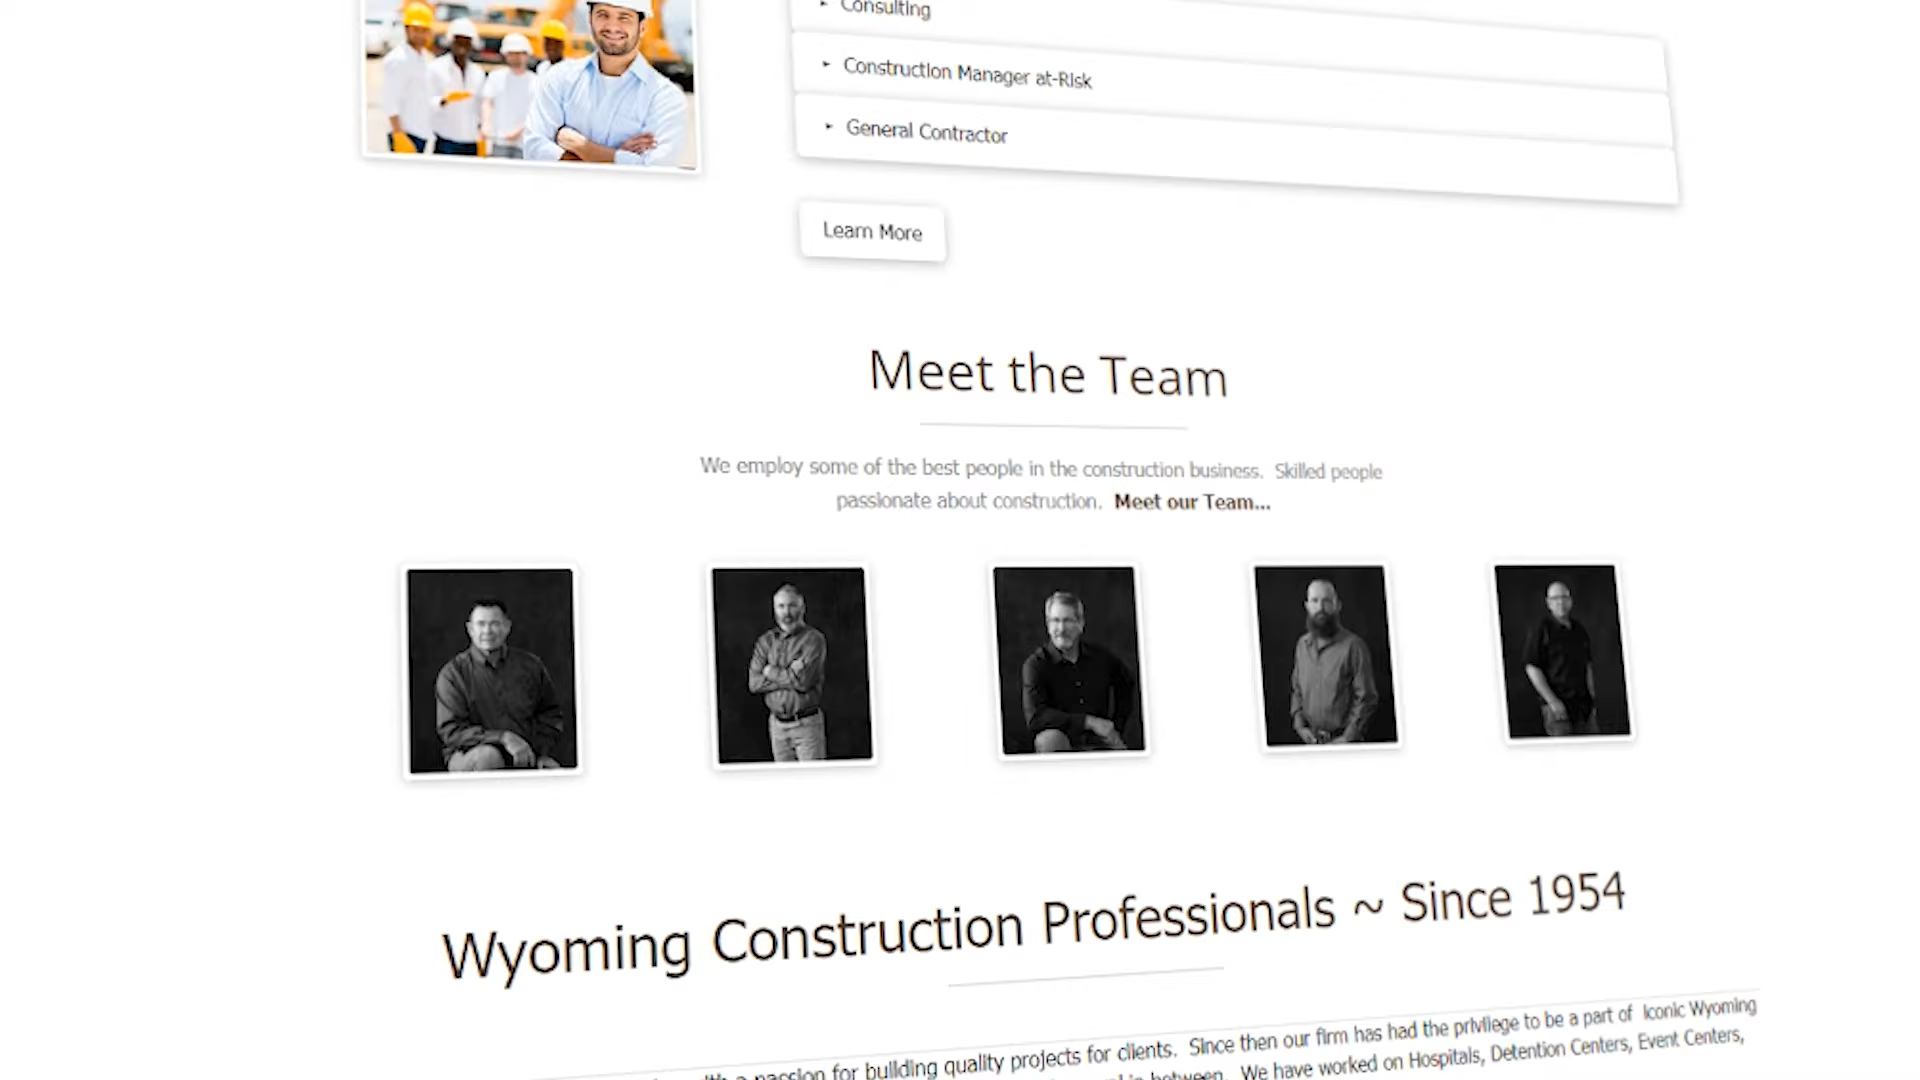 Consulting
Construction Manager at-Risk
General Contractor
Learn More
Meet the Team
We employ some of the best people in the construction business. Skilled people
passionate about construction. Meet our Team...
Wyoming Construction Professionals ~ Since 1954
passion for building quality projects for clients. Since then our firm has had the privilege to be a part of Iconic Wyoming
in between. We have worked on Hospitals, Detention Centers, Event Centers,